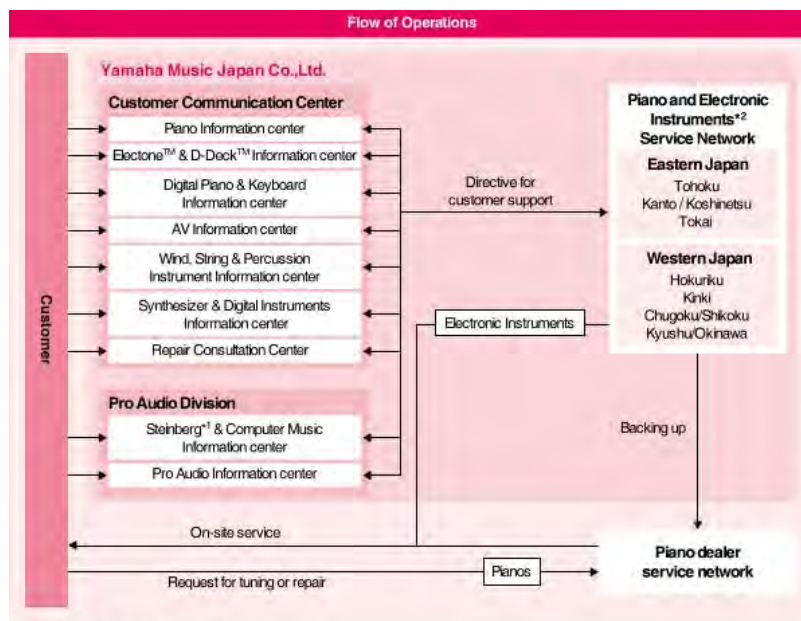 Flow of Operations
Yamaha Music Japan Co.,Ltd.
Customer Communication Center
Piano Information center
Electone™ & D-Deck™ Information center
Digital Piano & Keyboard
Information center
AV Information center
Wind, String & Percussion
Instrument Information center
Synthesizer & Digital Instruments
Information center
Repair Consultation Center
Pro Audio Division
Steinberg*1 & Computer Music
Information center
Pro Audio Information center
Customer
Directive for
customer support
Piano and Electronic
Instruments*2
Service Network
Eastern Japan
Tohoku
Kanto / Koshinetsu
Tokai
Western Japan
Hokuriku
Kinki
Chugoku/Shikoku
Kyushu/Okinawa
Electronic Instruments
Backing up
On-site service
Request for tuning or repair
Pianos
Piano dealer
service network